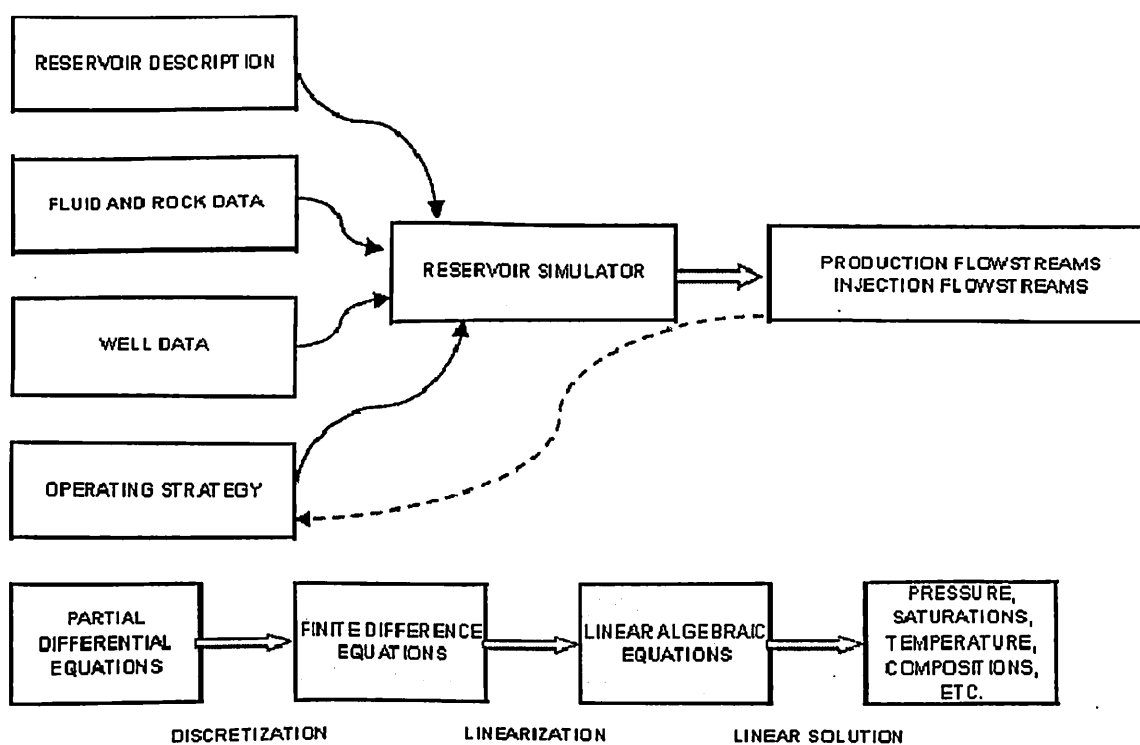 RESERVOIR DESCRIPTION
FLUID AND ROCK DATA
WELL DATA
OPERATING STRATEGY
RESERVOIR SIMULATOR
PRODUCTION FLOWSTREAMS
INJECTION FLOWSTREAMS
PARTIAL
DIFFERENTIAL
EQUATIONS
FINITE DIFFERENCE
EQUATIONS
LINEAR ALGEBRAIC
EQUATIONS
PRESSURE,
SATURATIONS,
TEMPERATURE,
COMPOSITIONS,
ETC.
DISCRETIZATION
LINEARIZATION
LINEAR SOLUTION